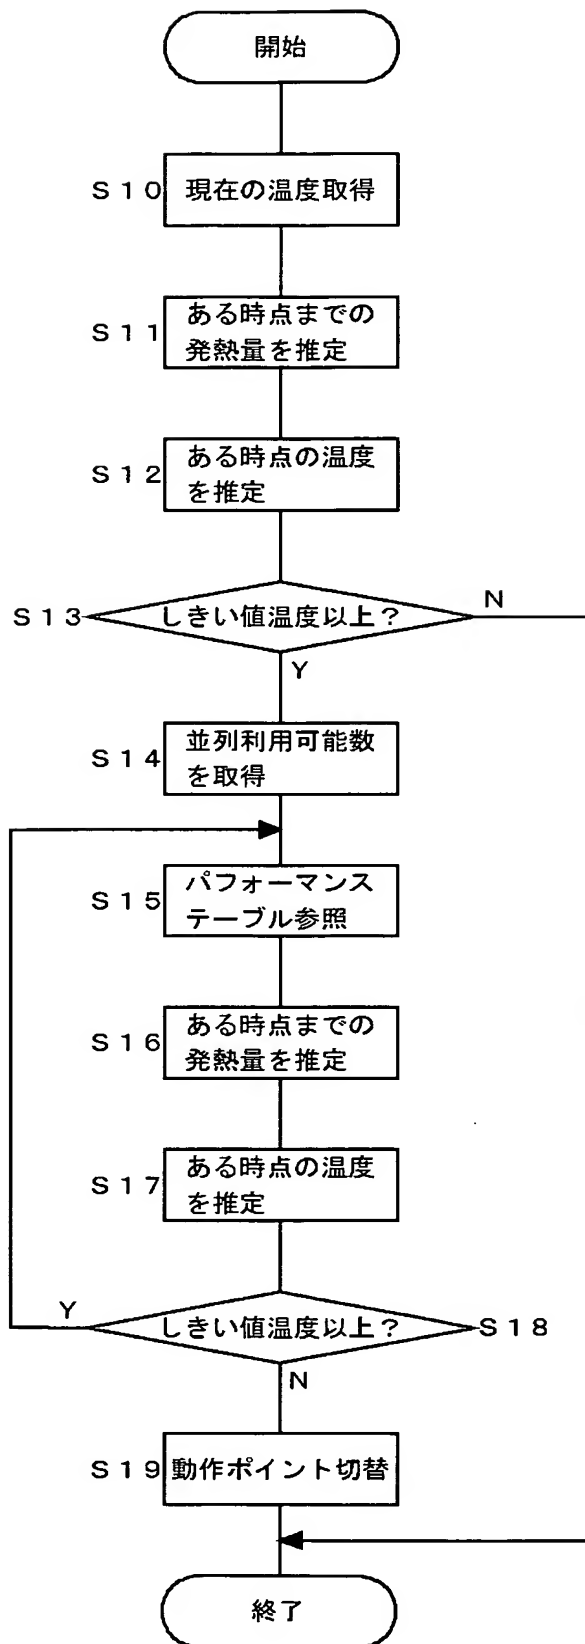 開始
S10 現在の温度取得
S11 ある時点までの
発熱量を推定
S12 ある時点の温度
を推定
S13 しきい値温度以上?
N
Y
S14 並列利用可能数
を取得
S15 パフォーマンス
テーブル参照
S16 ある時点までの
発熱量を推定
S17 ある時点の温度
を推定
Y
しきい値温度以上? S18
N
S19 動作ポイント切替
終了